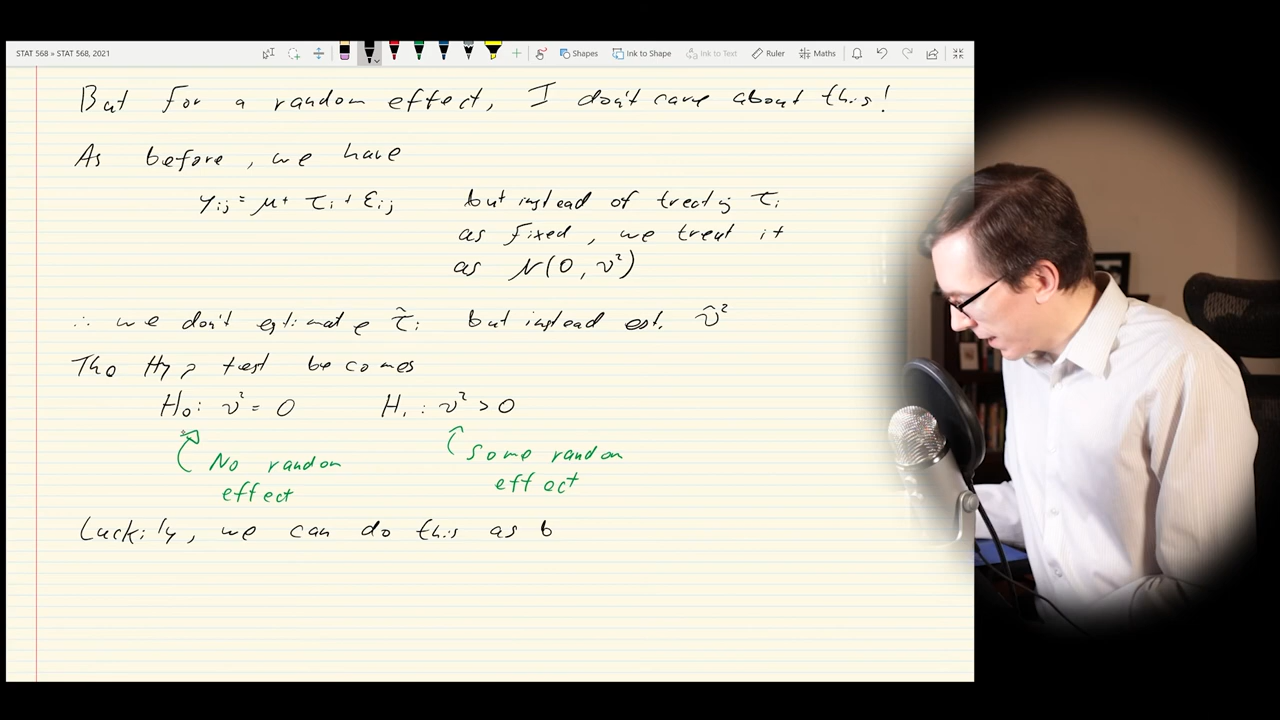 STAT 568 » STAT 568, 2021
Shapes Ink to Shape Ink to Text Ruler Maths
But for a random effect, I don't care about this!
As before, we have
Yij = μ + τi + εij but instead of treating τi
as fixed, we treat it
as N(0, ν²)
∴ we don't estimate τ̃i but instead est. ν̂²
The Hyp test becomes
H₀: ν² = 0 H₁: ν² > 0
No random
effect
Some random
effect
Luckily, we can do this as b